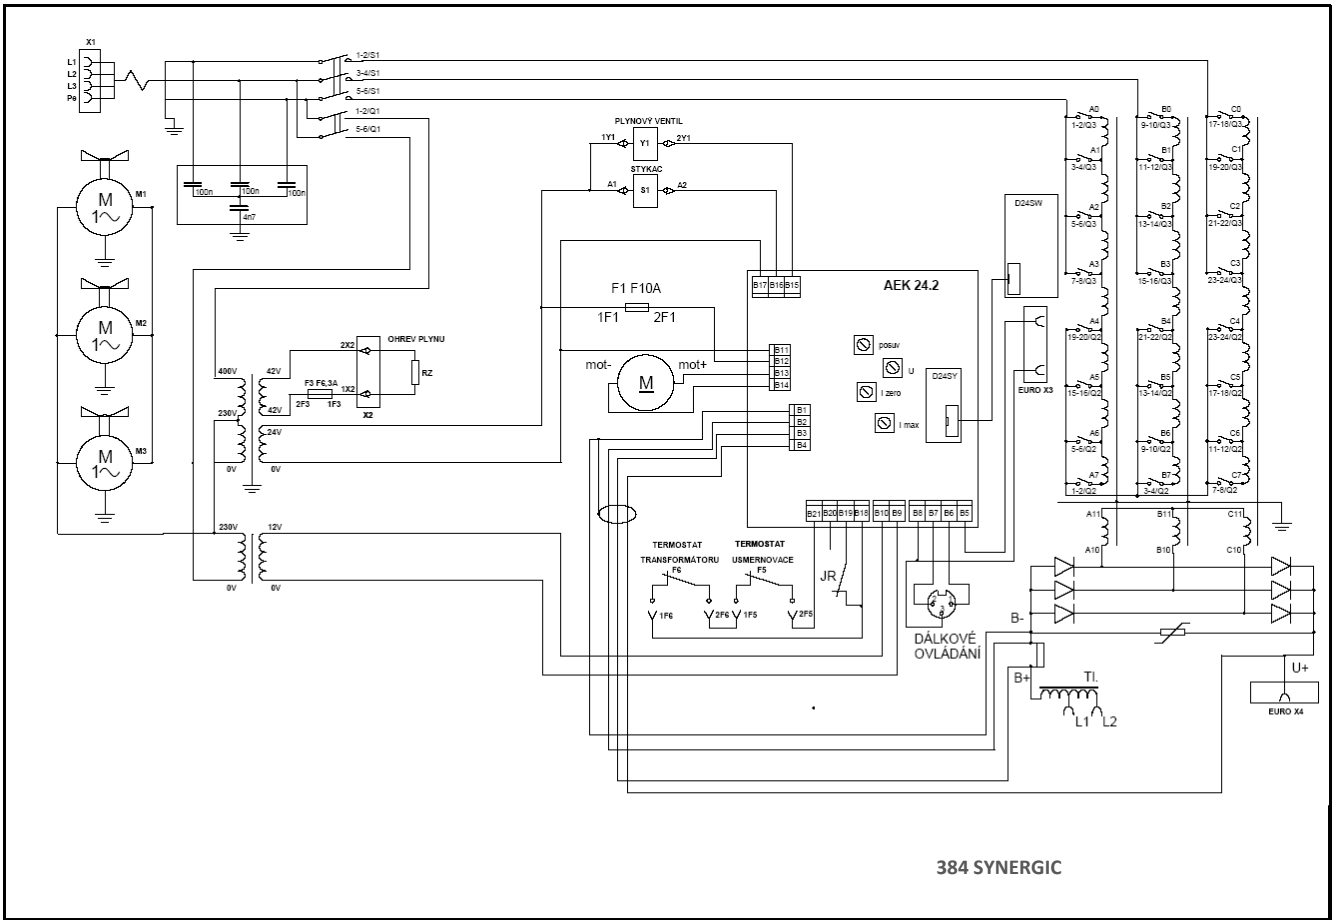 X1
L1
L2
L3
Pe
1-2/S1
3-4/S1
5-6/S1
1-2/Q1
5-6/Q1
100n
100n
100n
4n7
M
1
M1
M
1
M2
M
1
M3
400V
230V
0V
42V
42V
24V
0V
230V
0V
12V
0V
2X2
1X2
X2
OHREV PLYNU
RZ
F3 F6,3A
2F3
1F3
PLYNOVÝ VENTIL
1Y1
Y1
2Y1
STYKAC
A1
S1
A2
F1 F10A
1F1
2F1
mot-
M
mot+
B17
B16
B15
AEK 24.2
B11
B12
B13
B14
B1
B2
B3
B4
posuv
U
I zero
I max
D24SY
D24SW
EURO X3
B21
B20
B19
B18
B10
B9
B8
B7
B6
B5
TERMOSTAT
TRANSFORMÁTORU
F6
1F6
2F6
TERMOSTAT
USMERNOVACE
F5
1F5
2F5
JR
DÁLKOVÉ
OVLÁDÁNÍ
A0
1-2/Q3
A1
3-4/Q3
A2
5-6/Q3
A3
7-8/Q3
A4
19-20/Q2
A5
15-16/Q2
A6
5-6/Q2
A7
1-2/Q2
A11
A10
B0
9-10/Q3
B1
11-12/Q3
B2
13-14/Q3
B3
15-16/Q3
B4
21-22/Q2
B5
13-14/Q2
B6
9-10/Q2
B7
3-4/Q2
B11
B10
C0
17-18/Q3
C1
19-20/Q3
C2
21-22/Q3
C3
23-24/Q3
C4
23-24/Q2
C5
17-18/Q2
C6
11-12/Q2
C7
7-8/Q2
C11
C10
B-
B+
Tl.
L1
L2
U+
EURO X4
384 SYNERGIC